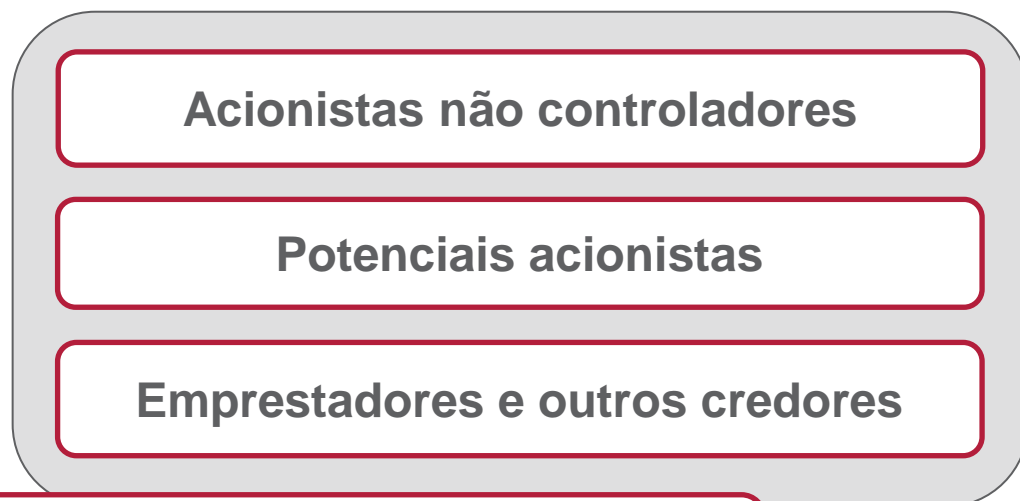 Acionistas não controladores
Potenciais acionistas
Emprestadores e outros credores